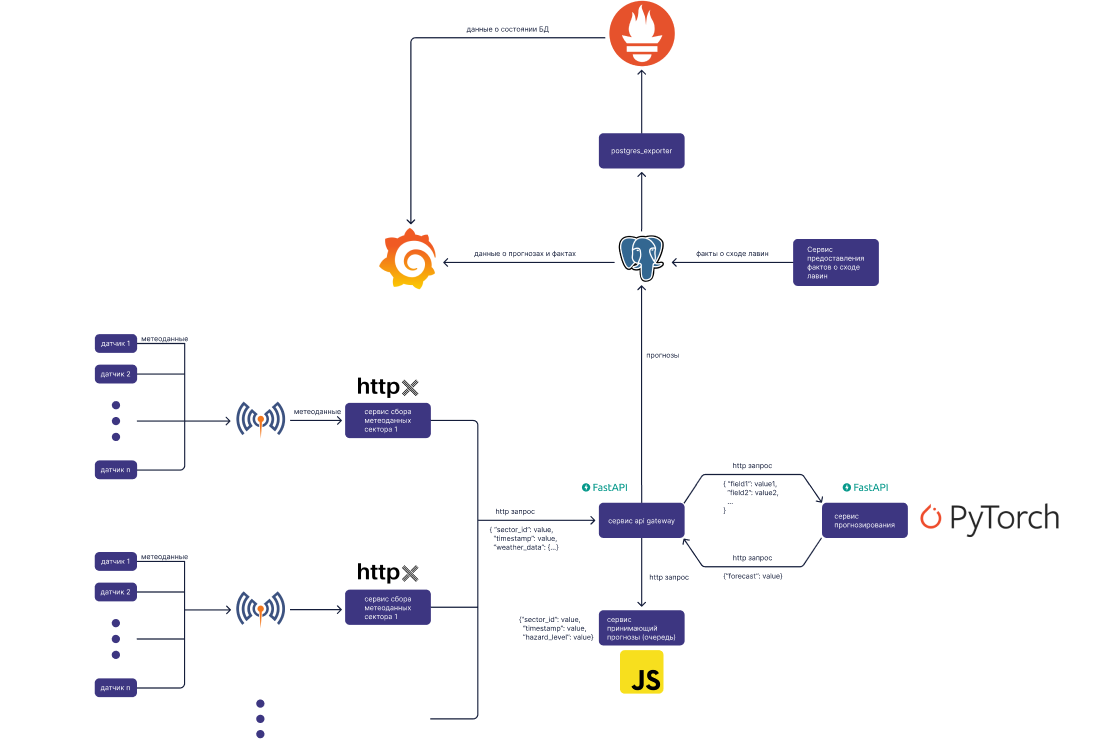 данные о состоянии БД
postgres_exporter
данные о прогнозах и фактах
факты о сходе лавин
Сервис
предоставления
фактов о сходе
лавин
прогнозы
датчик 1
метеоданные
датчик 2
датчик n
метеоданные
httpx
сервис сбора
метеоданных
сектора 1
http запрос
{ "sector_id": value,
"timestamp": value,
"weather_data": {...}
FastAPI
сервис api gateway
http запрос
{ "field1": value1,
"field2": value2,
...
}
FastAPI
сервис
прогнозирования
PyTorch
http запрос
{"forecast": value}
http запрос
{"sector_id": value,
"timestamp": value,
"hazard_level": value}
сервис
принимающий
прогнозы (очередь)
JS
датчик 1
метеоданные
датчик 2
датчик n
httpx
сервис сбора
метеоданных
сектора 1